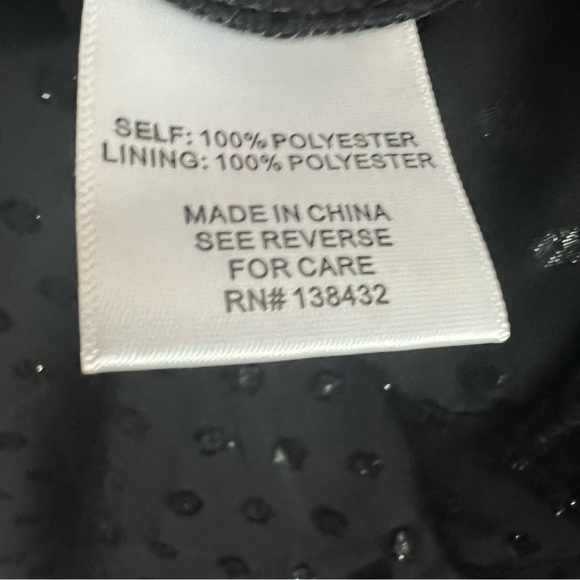 SELF: 100% POLYESTER
LINING: 100% POLYESTER
MADE IN CHINA
SEE REVERSE
FOR CARE
RN# 138432